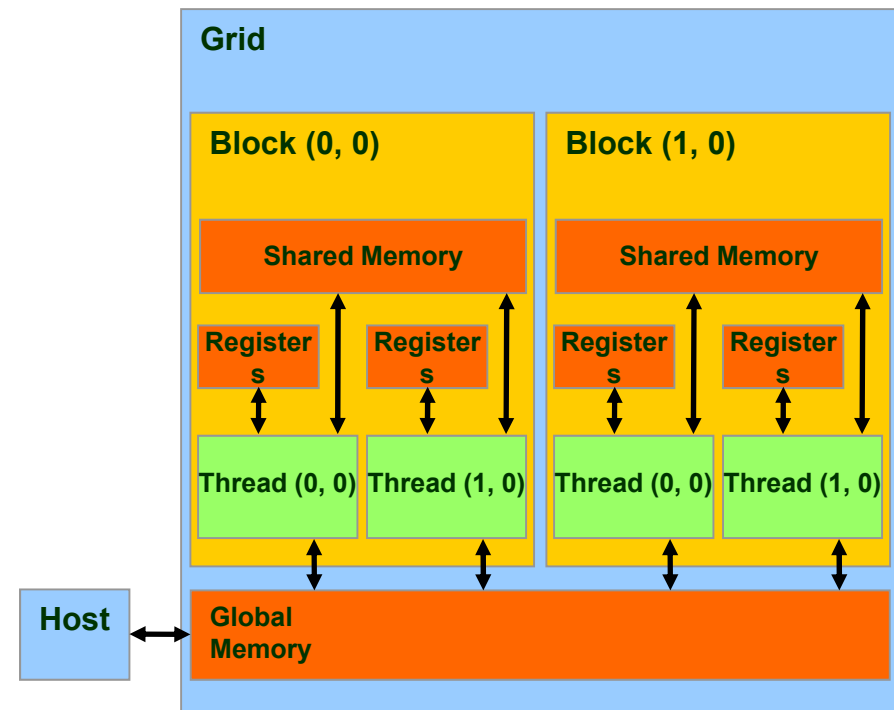 Grid
Block (0, 0)
Block (1, 0)
Shared Memory
Shared Memory
Register
s
Register
s
Register
s
Register
s
Thread (0, 0)
Thread (1, 0)
Thread (0, 0)
Thread (1, 0)
Host
Global
Memory